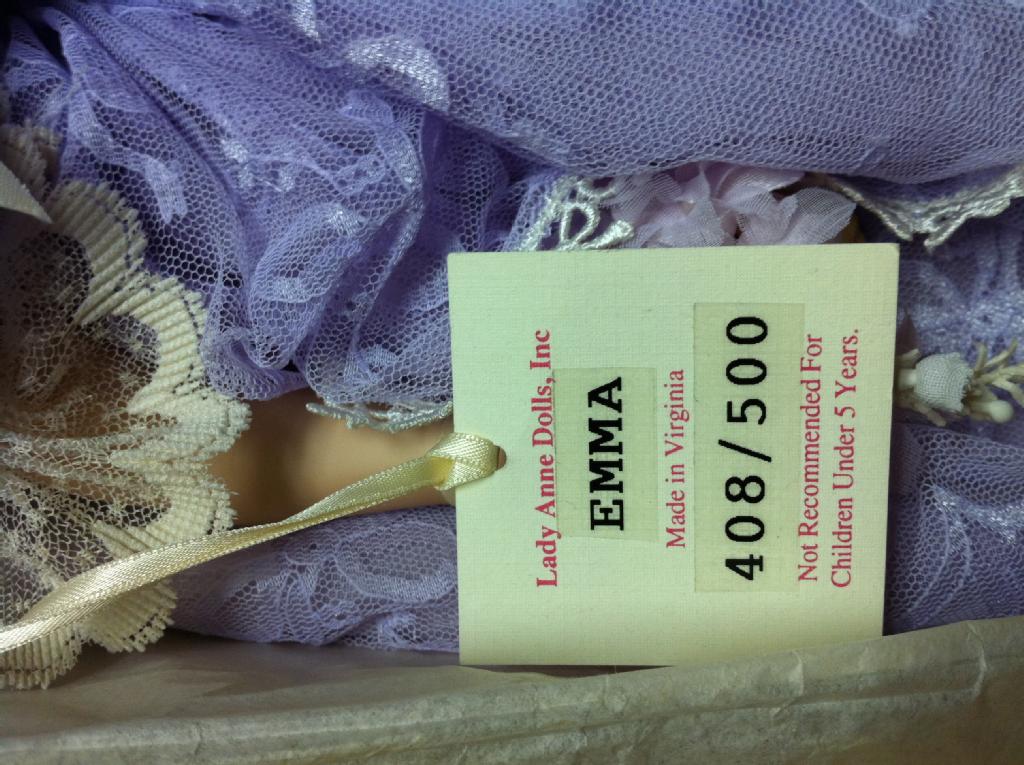 Lady Anne Dolls, Inc
EMMA
Made in Virginia
408/500
Not Recommended For
Children Under 5 Years.